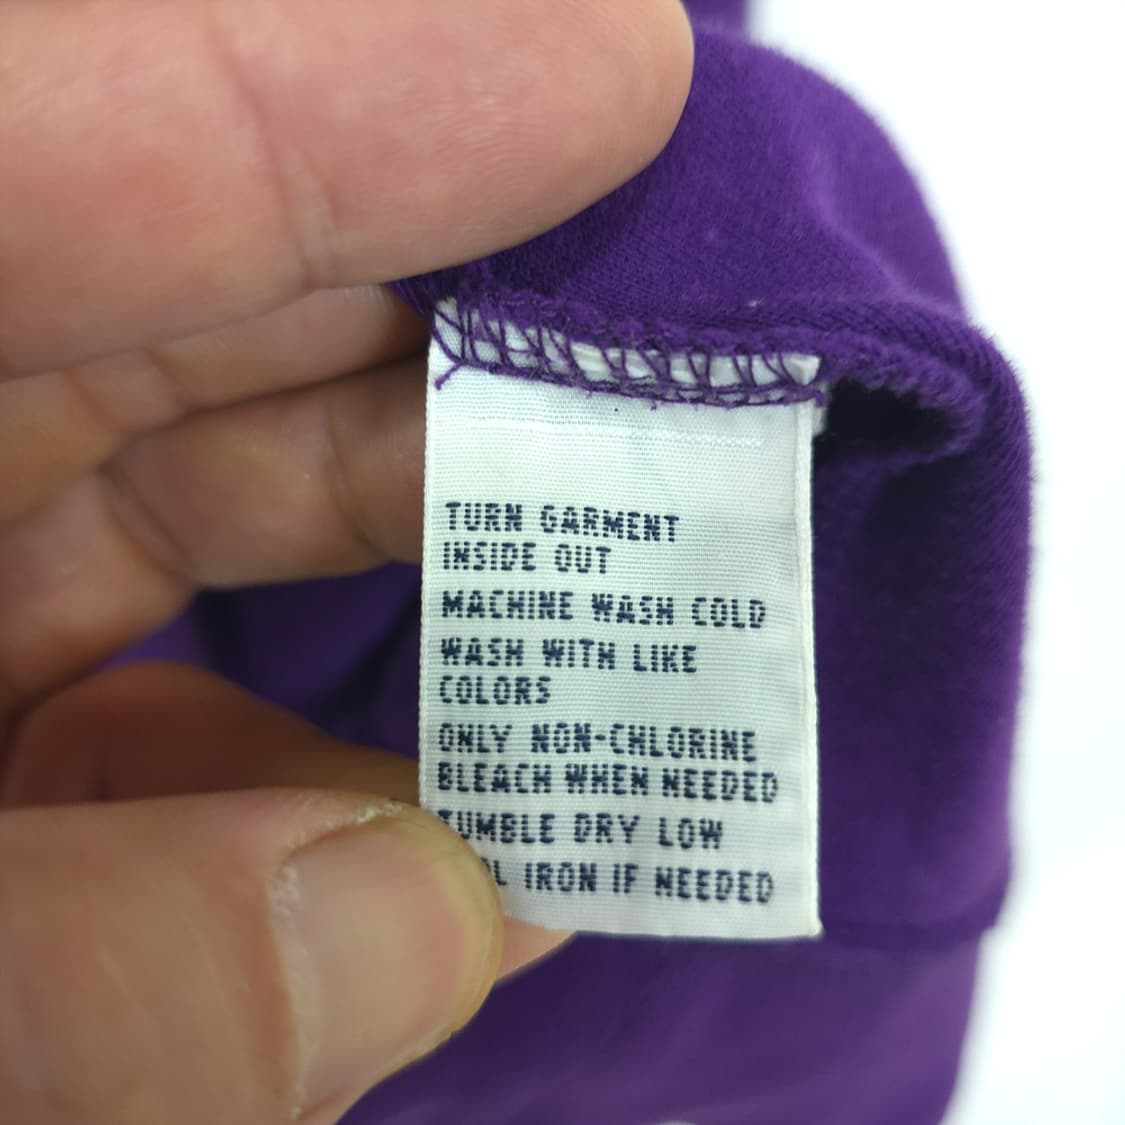 TURN GARMENT
INSIDE OUT
MACHINE WASH COLD
WASH WITH LIKE
COLORS
ONLY NON-CHLORINE
BLEACH WHEN NEEDED
TUMBLE DRY LOW
IRON IF NEEDED